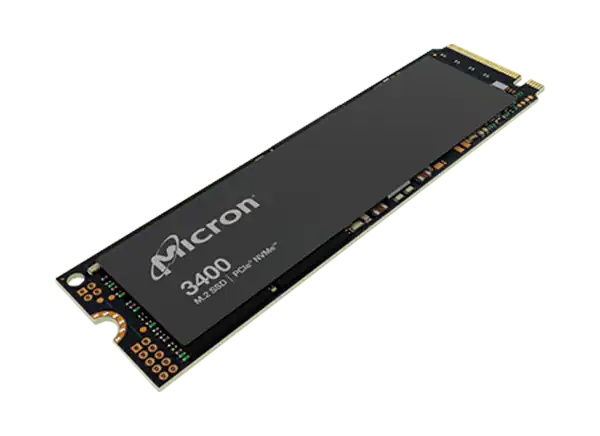 Micron®
3400
M.2 SSD | PCIe® NVMe™